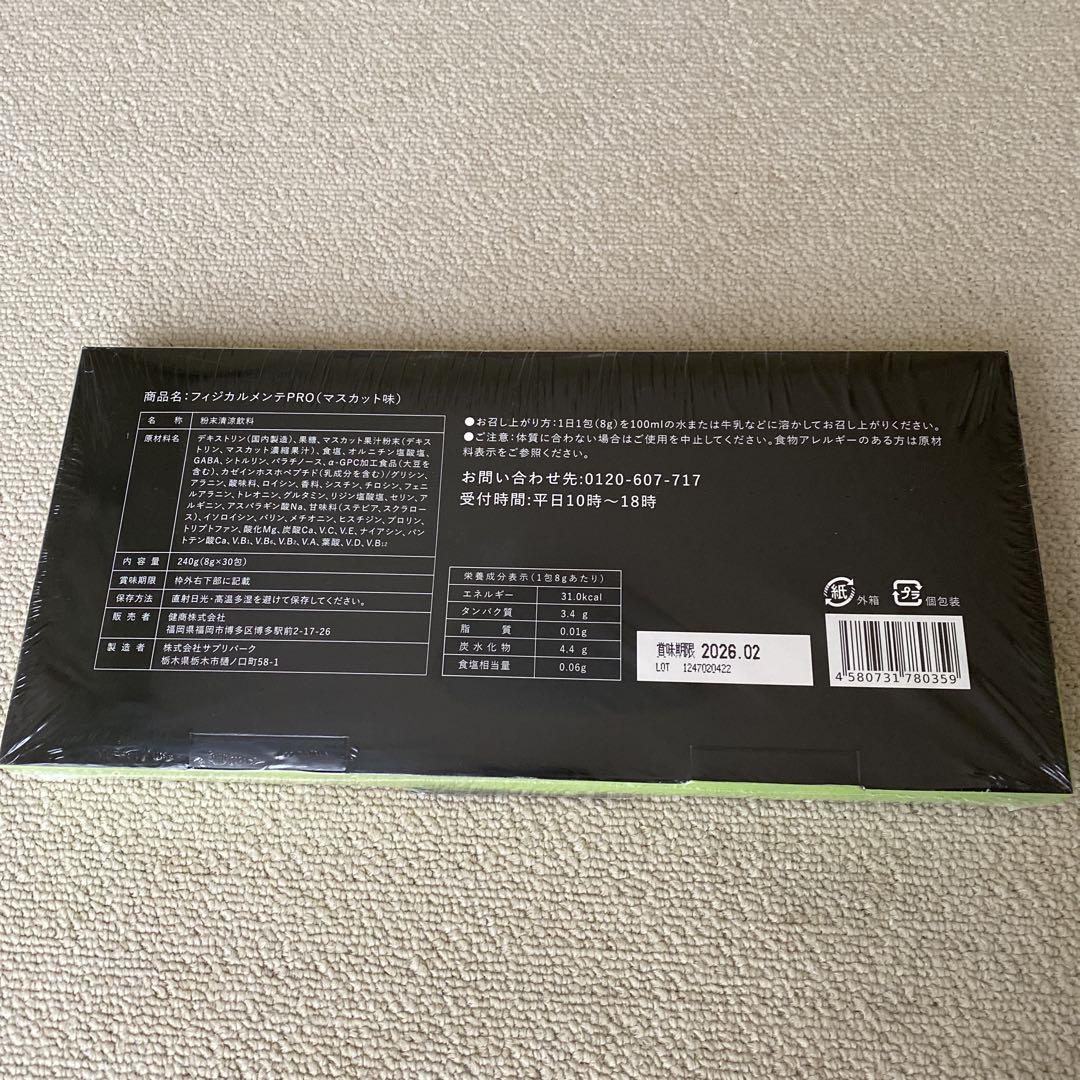 商品名:フィジカルメンテPRO(マスカット味)
名 称 粉末清涼飲料
原材料名 デキストリン(国内製造)、果糖、マスカット果汁粉末(デキス
トリン、マスカット濃縮果汁)、食塩、オルニチン塩酸塩、
GABA、シトルリン、パラチノース、α-GPC加工食品(大豆を
含む)、カゼインホスホペプチド(乳成分を含む)/グリシン、
アラニン、酸味料、ロイシン、香料、シスチン、チロシン、フェニ
ルアラニン、トレオニン、グルタミン、リジン塩酸塩、セリン、ア
ルギニン、アスパラギン酸Na、甘味料(ステビア、スクラロー
ス)、イソロイシン、バリン、メチオニン、ヒスチジン、プロリン、
トリプトファン、酸化Mg、炭酸Ca、V.C、V.E、ナイアシン、パン
トテン酸Ca、V.B₁、V.B₆、V.B₂、V.A、葉酸、V.D、V.B₁₂
内 容 量 240g(8g×30包)
賞味期限 枠外右下部に記載
保存方法 直射日光・高温多湿を避けて保存してください。
販 売 者 健商株式会社
福岡県福岡市博多区博多駅前2-17-26
製 造 者 株式会社サプリパーク
栃木県栃木市樋ノ口町58-1
●お召し上がり方:1日1包(8g)を100mlの水または牛乳などに溶かしてお召し上がりください。
●ご注意:体質に合わない場合はご使用を中止してください。食物アレルギーのある方は原材
料表示をご参照ください。
お問い合わせ先:0120-607-717
受付時間:平日10時〜18時
栄養成分表示(1包8gあたり)
エネルギー 31.0kcal
タンパク質 3.4 g
脂 質 0.01g
炭水化物 4.4 g
食塩相当量 0.06g
賞味期限 2026.02
LOT 1247020422
紙 外箱 プラ 個包装
4 580731 780359